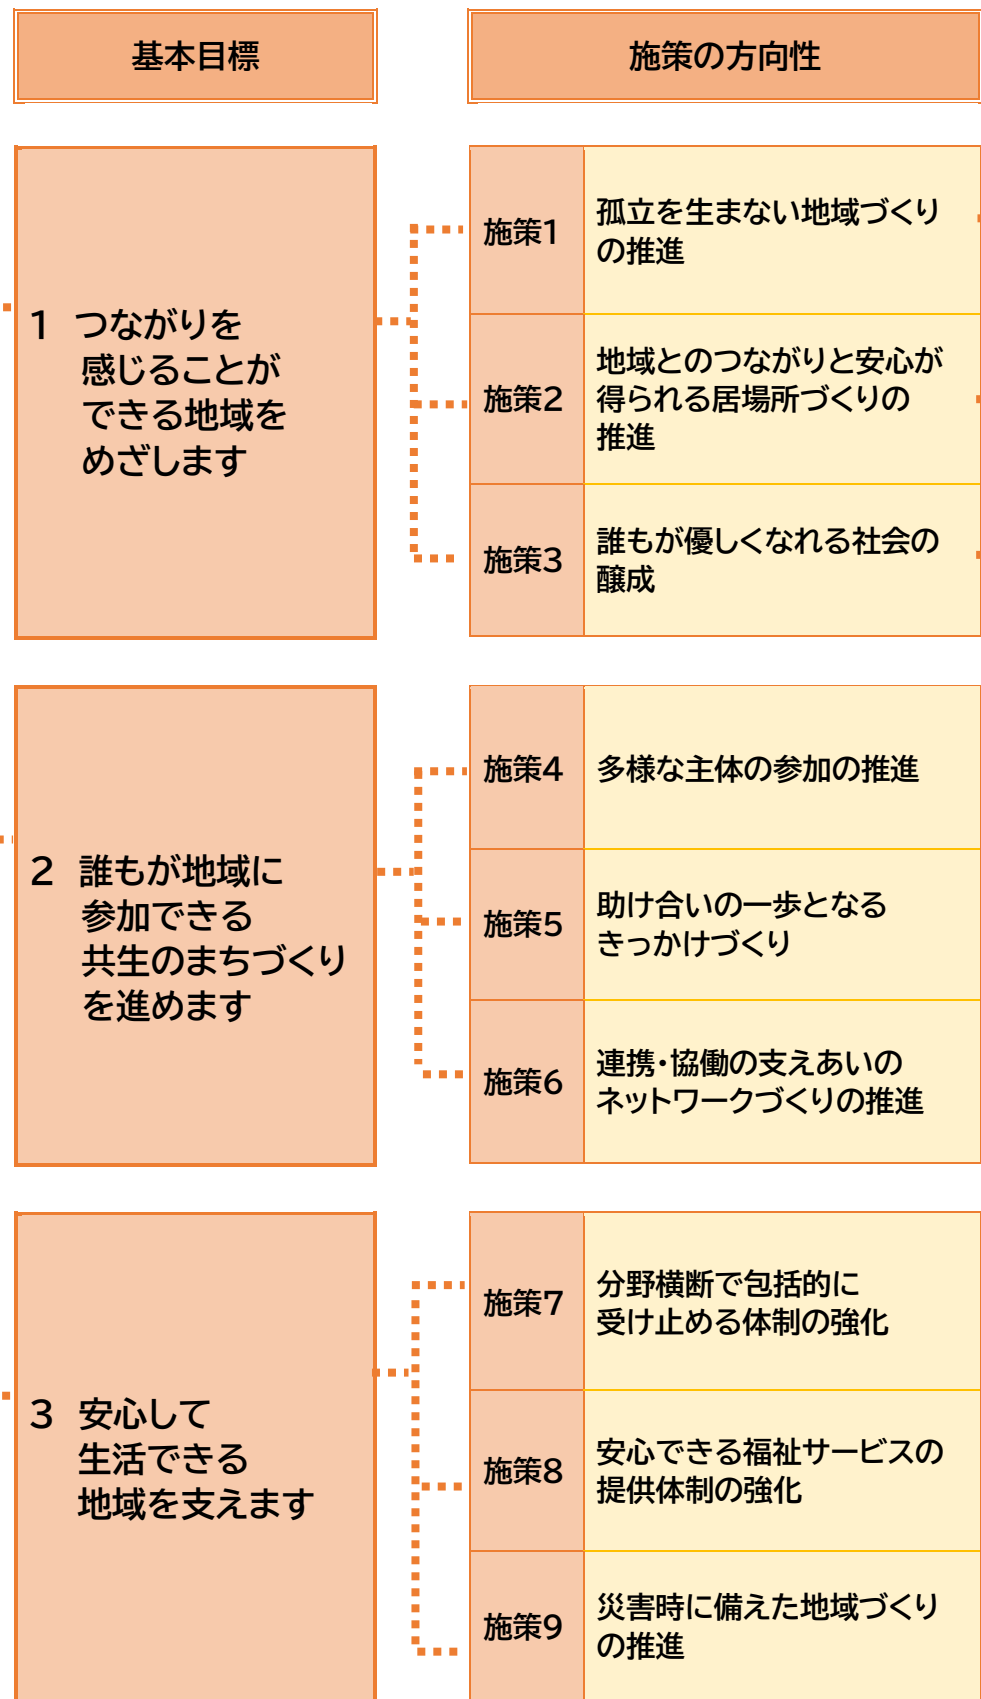 基本目標
施策の方向性
1 つながりを
感じることが
できる地域を
めざします
施策1
孤立を生まない地域づくり
の推進
施策2
地域とのつながりと安心が
得られる居場所づくりの
推進
施策3
誰もが優しくなれる社会の
醸成
2 誰もが地域に
参加できる
共生のまちづくり
を進めます
施策4
多様な主体の参加の推進
施策5
助け合いの一歩となる
きっかけづくり
施策6
連携・協働の支えあいの
ネットワークづくりの推進
3 安心して
生活できる
地域を支えます
施策7
分野横断で包括的に
受け止める体制の強化
施策8
安心できる福祉サービスの
提供体制の強化
施策9
災害時に備えた地域づくり
の推進